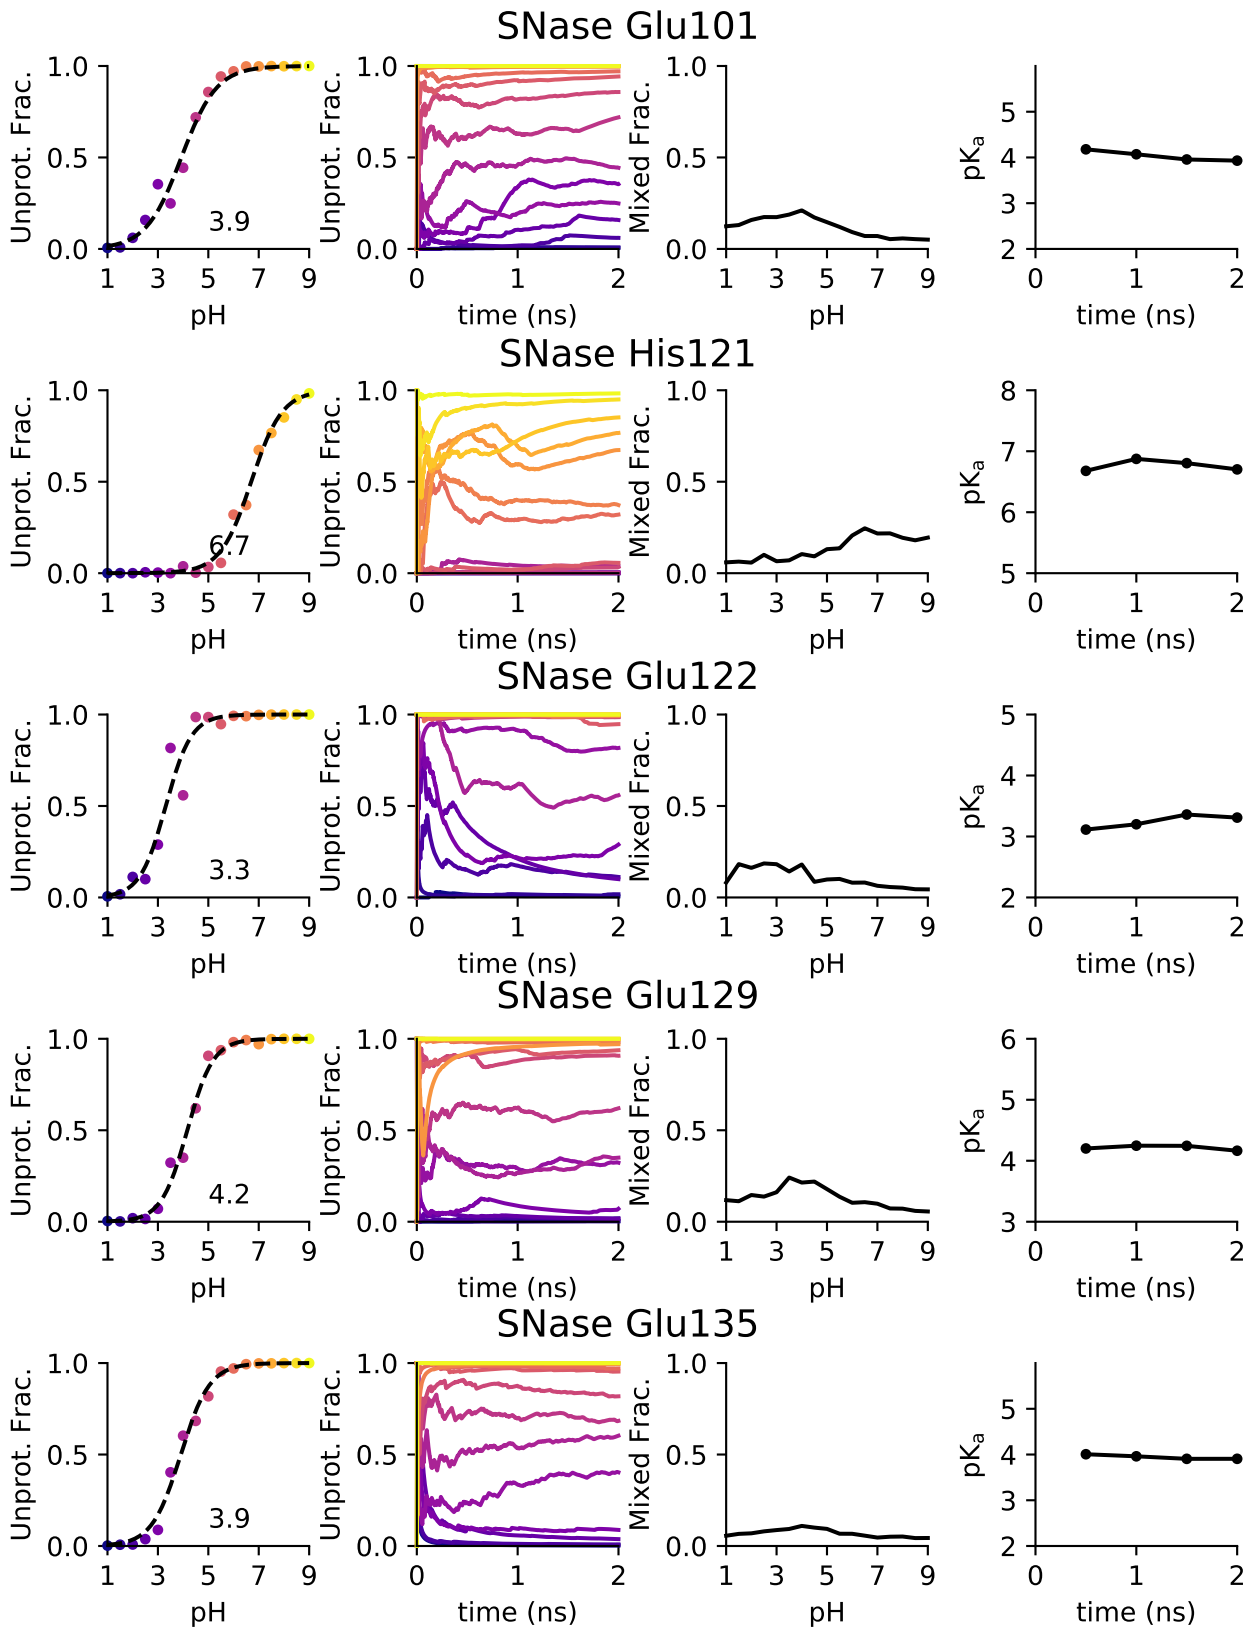 SNase Glu101
Unprot. Frac.
1.0
0.5
0.0
3.9
1 3 5 7 9
pH
Unprot. Frac.
1.0
0.5
0.0
0 1 2
time (ns)
Mixed Frac.
1.0
0.5
0.0
1 3 5 7 9
pH
pKa
5
4
3
2
0 1 2
time (ns)
SNase His121
Unprot. Frac.
1.0
0.5
0.0
6.7
1 3 5 7 9
pH
Unprot. Frac.
1.0
0.5
0.0
0 1 2
time (ns)
Mixed Frac.
1.0
0.5
0.0
1 3 5 7 9
pH
pKa
8
7
6
5
0 1 2
time (ns)
SNase Glu122
Unprot. Frac.
1.0
0.5
0.0
3.3
1 3 5 7 9
pH
Unprot. Frac.
1.0
0.5
0.0
0 1 2
time (ns)
Mixed Frac.
1.0
0.5
0.0
1 3 5 7 9
pH
pKa
5
4
3
2
0 1 2
time (ns)
SNase Glu129
Unprot. Frac.
1.0
0.5
0.0
4.2
1 3 5 7 9
pH
Unprot. Frac.
1.0
0.5
0.0
0 1 2
time (ns)
Mixed Frac.
1.0
0.5
0.0
1 3 5 7 9
pH
pKa
6
5
4
3
0 1 2
time (ns)
SNase Glu135
Unprot. Frac.
1.0
0.5
0.0
3.9
1 3 5 7 9
pH
Unprot. Frac.
1.0
0.5
0.0
0 1 2
time (ns)
Mixed Frac.
1.0
0.5
0.0
1 3 5 7 9
pH
pKa
5
4
3
2
0 1 2
time (ns)